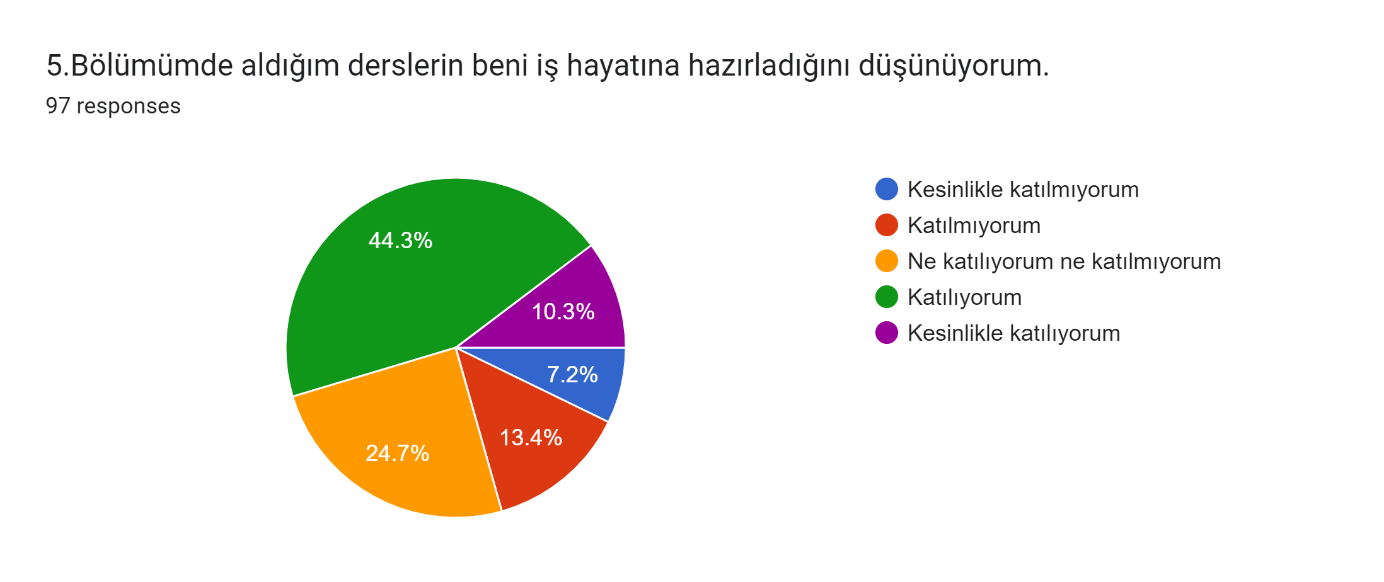 5.Bölümümde aldığım derslerin beni iş hayatına hazırladığını düşünüyorum.
97 responses
44.3%
10.3%
7.2%
13.4%
24.7%
Kesinlikle katılmıyorum
Katılmıyorum
Ne katılıyorum ne katılmıyorum
Katılıyorum
Kesinlikle katılıyorum